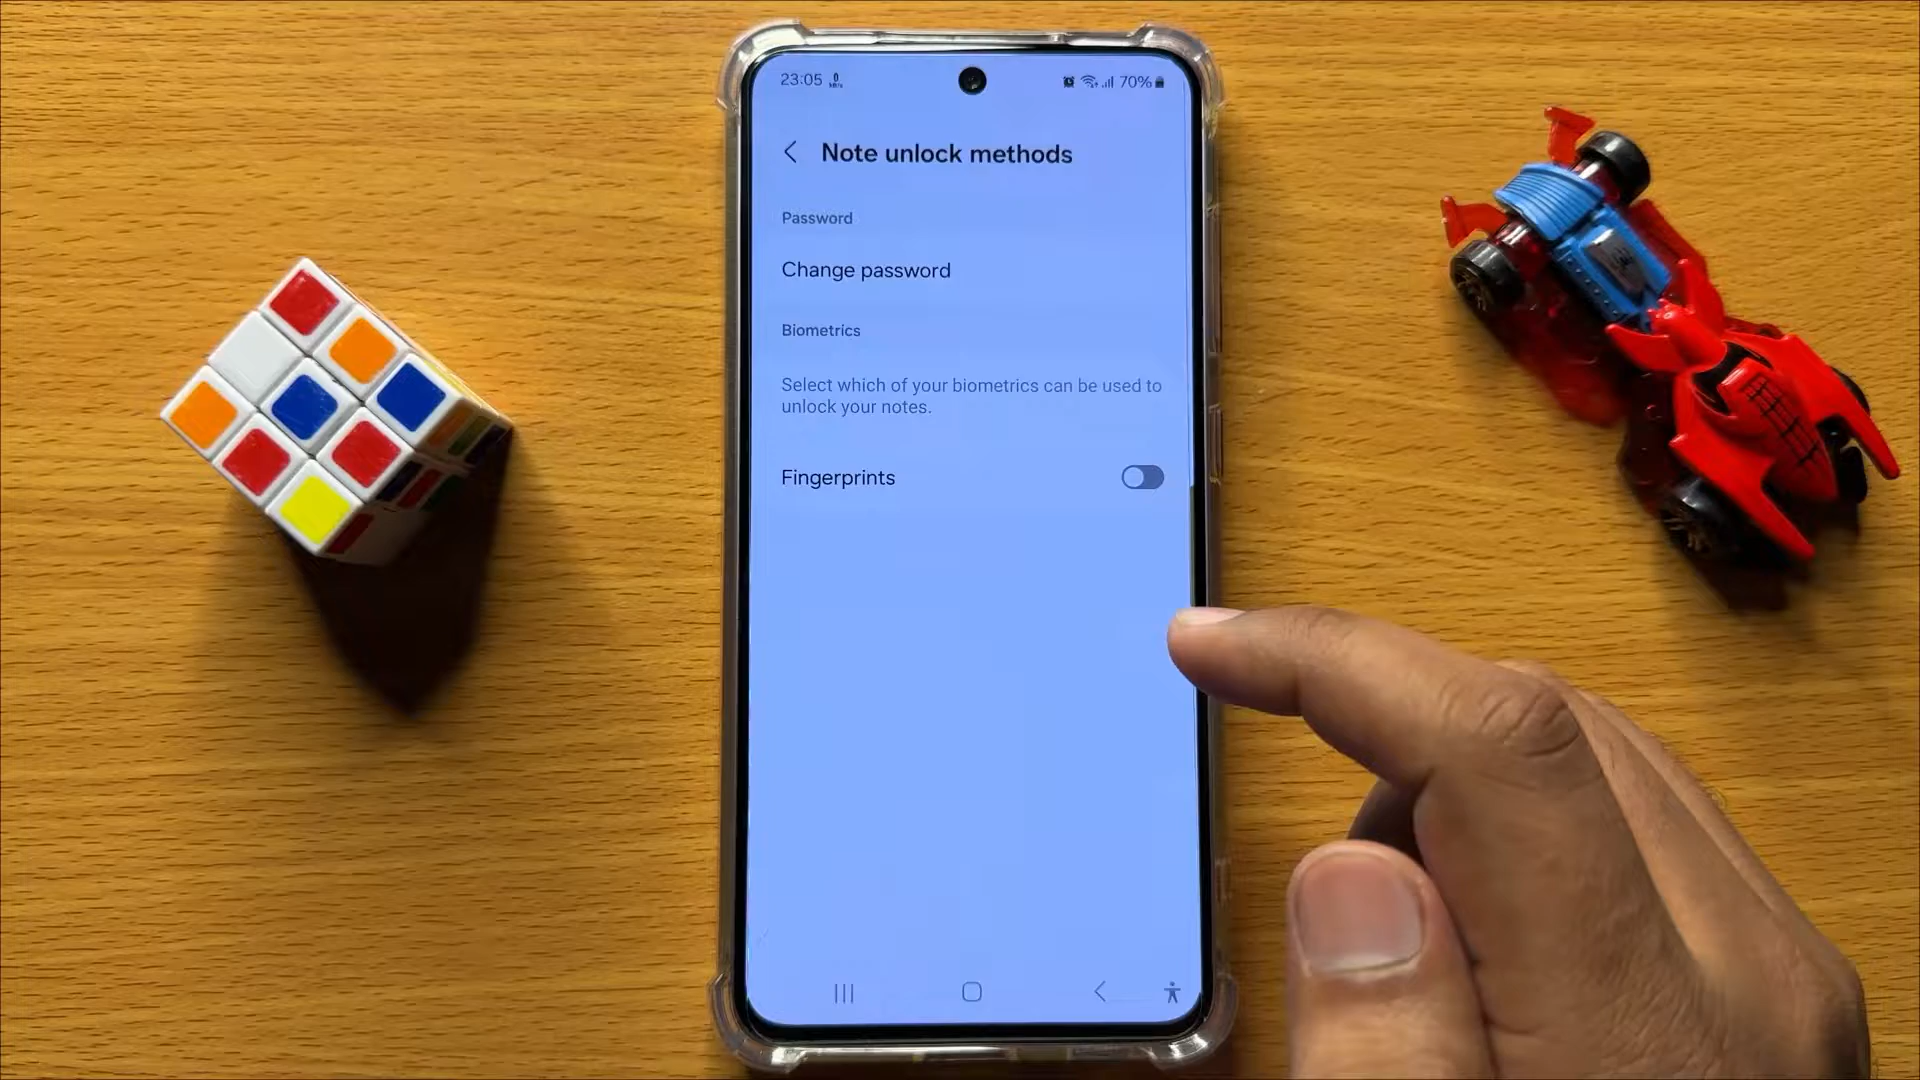 23:05
70%
Note unlock methods
Password
Change password
Biometrics
Select which of your biometrics can be used to
unlock your notes.
Fingerprints